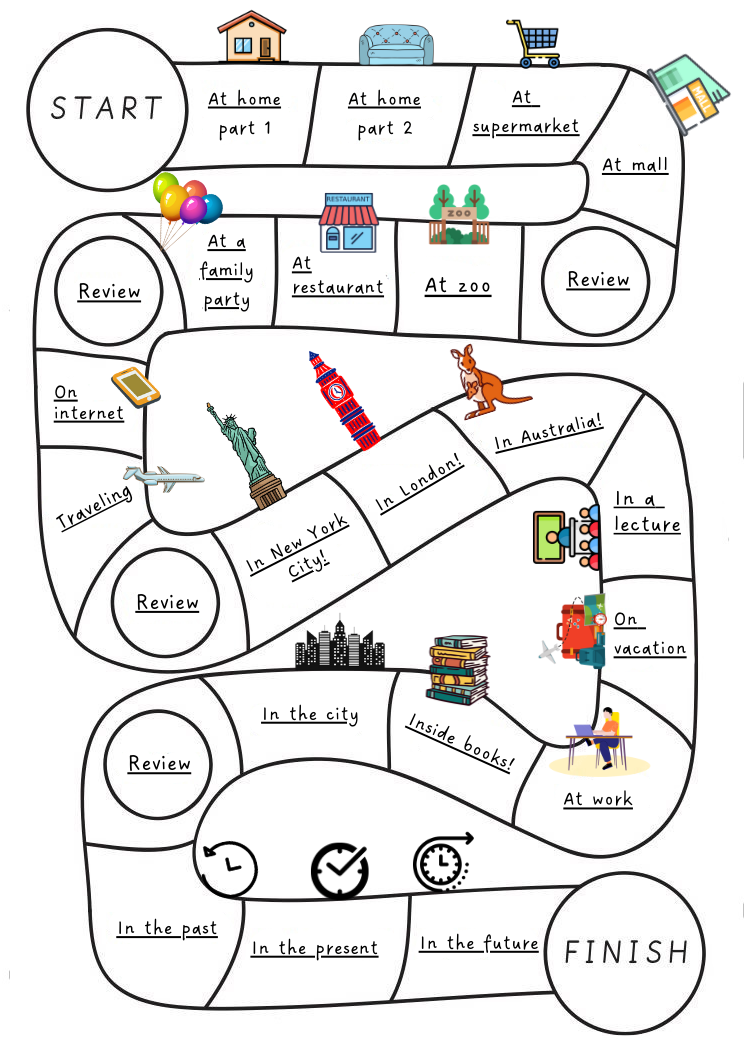 START
At home
part 1
At home
part 2
At
supermarket
MALL
At mall
Review
ZOO
At zoo
RESTAURANT
At
restaurant
At a
family
party
Review
On
internet
Traveling
Review
In New York
City!
In London!
In Australia!
In a
lecture
On
vacation
At work
Inside books!
In the city
Review
In the past
In the present
In the future
FINISH